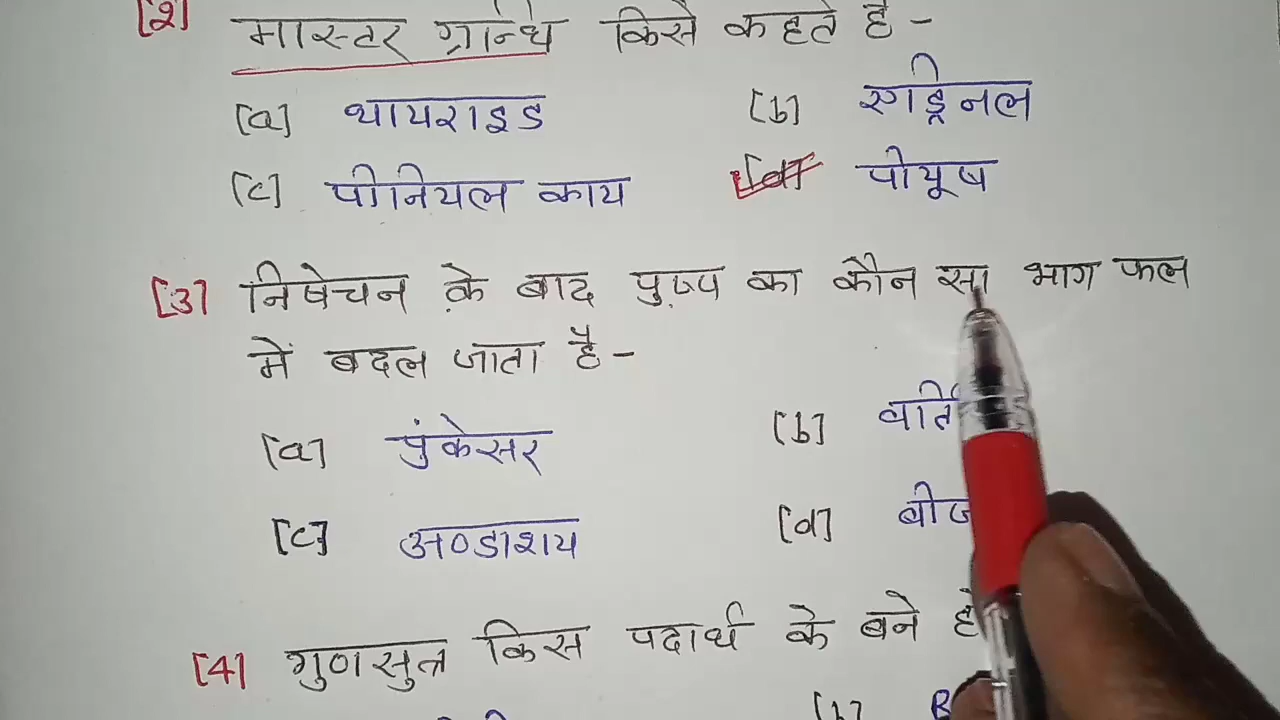 [2] मास्टर ग्रन्थि किसे कहते है -
[a] थायराइड [b] एड्रिनल
[c] पीनियल काय [d] पीयूष
[3] निषेचन के बाद पुष्प का कौन सा भाग फल
में बदल जाता है -
[a] पुंकेसर [b]
[c] अण्डाशय [d]
[4] गुणसुत्र किस पदार्थ के बने
[b]